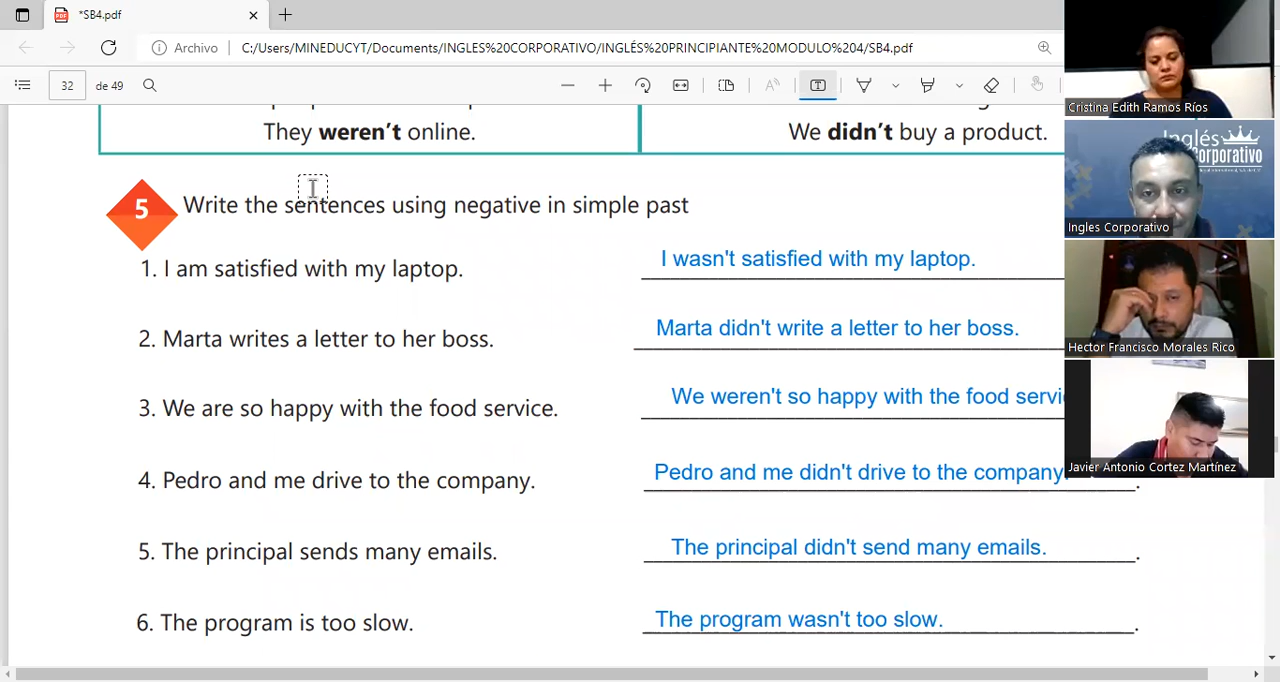 *SB4.pdf
Archivo
C:/Users/MINEDUCYT/Documents/INGLES%20CORPORATIVO/INGLÉS%20PRINCIPIANTE%20MODULO%204/SB4.pdf
32 de 49
They weren't online.
We didn't buy a product.
5 Write the sentences using negative in simple past
1. I am satisfied with my laptop.
I wasn't satisfied with my laptop.
2. Marta writes a letter to her boss.
Marta didn't write a letter to her boss.
3. We are so happy with the food service.
We weren't so happy with the food servi
4. Pedro and me drive to the company.
Pedro and me didn't drive to the company.
5. The principal sends many emails.
The principal didn't send many emails.
6. The program is too slow.
The program wasn't too slow.
Cristina Edith Ramos Ríos
Inglés
Corporativo
Ingles Corporativo
Hector Francisco Morales Rico
Javier Antonio Cortez Martínez